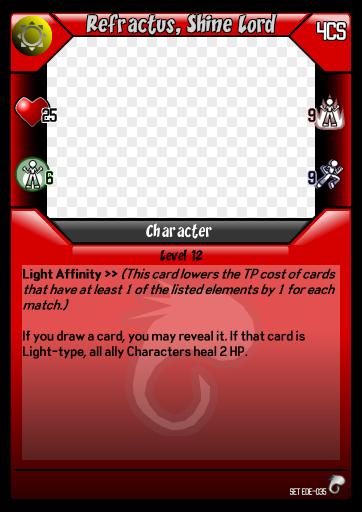 Refractus, Shine Lord
4CS
25
9
6
9
Character
Level 12
Light Affinity >> (This card lowers the TP cost of cards
that have at least 1 of the listed elements by 1 for each
match.)
If you draw a card, you may reveal it. If that card is
Light-type, all ally Characters heal 2 HP.
SET EOE-035